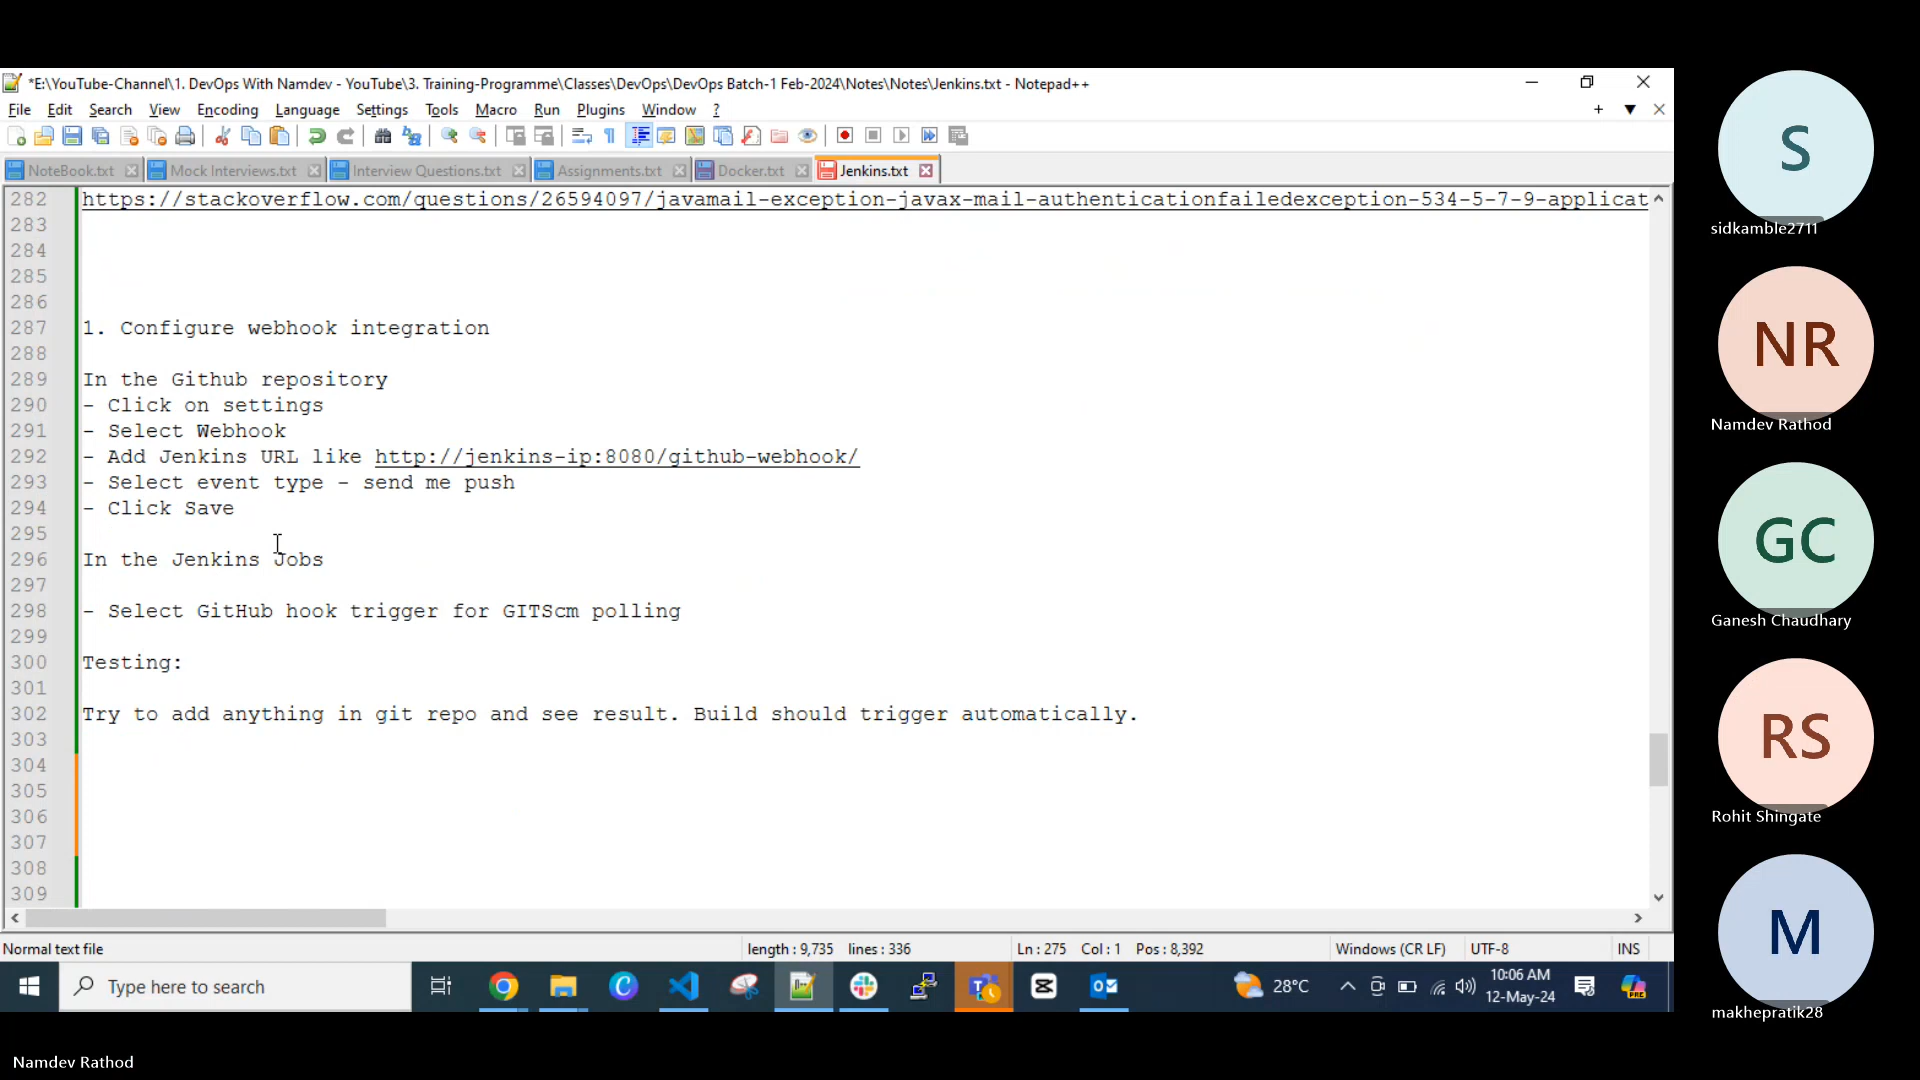 *E:\YouTube-Channel\1. DevOps With Namdev - YouTube\3. Training-Programme\Classes\DevOps\DevOps Batch-1 Feb-2024\Notes\Notes\Jenkins.txt - Notepad++
File Edit Search View Encoding Language Settings Tools Macro Run Plugins Window ?
NoteBook.txt Mock Interviews.txt Interview Questions.txt Assignments.txt Docker.txt Jenkins.txt
282 https://stackoverflow.com/questions/26594097/javamail-exception-javax-mail-authenticationfailedexception-534-5-7-9-applicat
283
284
285
286
287 1. Configure webhook integration
288
289 In the Github repository
290 - Click on settings
291 - Select Webhook
292 - Add Jenkins URL like http://jenkins-ip:8080/github-webhook/
293 - Select event type - send me push
294 - Click Save
295
296 In the Jenkins Jobs
297
298 - Select GitHub hook trigger for GITScm polling
299
300 Testing:
301
302 Try to add anything in git repo and see result. Build should trigger automatically.
303
304
305
306
307
308
309
Normal text file length : 9,735 lines : 336 Ln : 275 Col : 1 Pos : 8,392 Windows (CR LF) UTF-8 INS
Type here to search 28°C 10:06 AM
12-May-24
S
sidkamble2711
NR
Namdev Rathod
GC
Ganesh Chaudhary
RS
Rohit Shingate
M
makhepratik28
Namdev Rathod